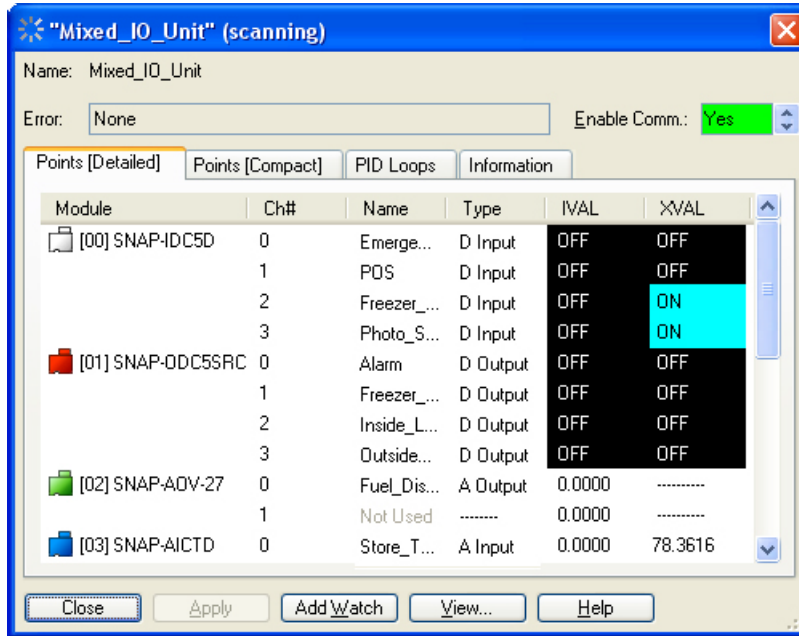 "Mixed_IO_Unit" (scanning)
Name: Mixed_IO_Unit
Error: None Enable Comm.: Yes
Points [Detailed] Points [Compact] PID Loops Information
Module Ch# Name Type IVAL XVAL
[00] SNAP-IDC5D 0 Emerge... D Input OFF OFF
1 POS D Input OFF OFF
2 Freezer_... D Input OFF ON
3 Photo_S... D Input OFF ON
[01] SNAP-ODC5SRC 0 Alarm D Output OFF OFF
1 Freezer_... D Output OFF OFF
2 Inside_L... D Output OFF OFF
3 Outside... D Output OFF OFF
[02] SNAP-AOV-27 0 Fuel_Dis... A Output 0.0000 ----------
1 Not Used -------- 0.0000 ----------
[03] SNAP-AICTD 0 Store_T... A Input 0.0000 78.3616
Close Apply Add Watch View... Help